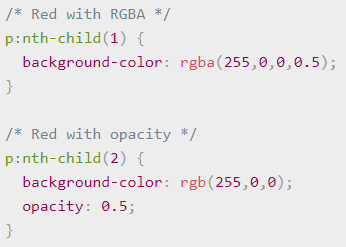 /* Red with RGBA */
p:nth-child(1) {
  background-color: rgba(255,0,0,0.5);
}

/* Red with opacity */
p:nth-child(2) {
  background-color: rgb(255,0,0);
  opacity: 0.5;
}